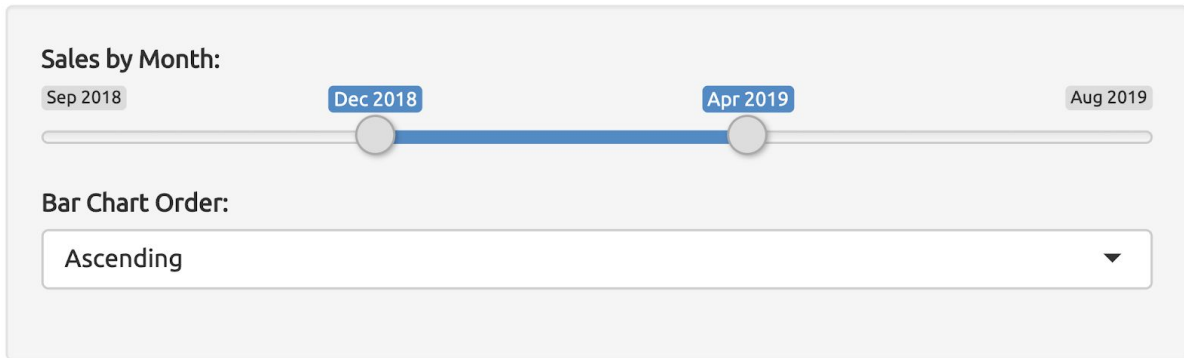 Sales by Month:
Sep 2018 Dec 2018 Apr 2019 Aug 2019
Bar Chart Order:
Ascending